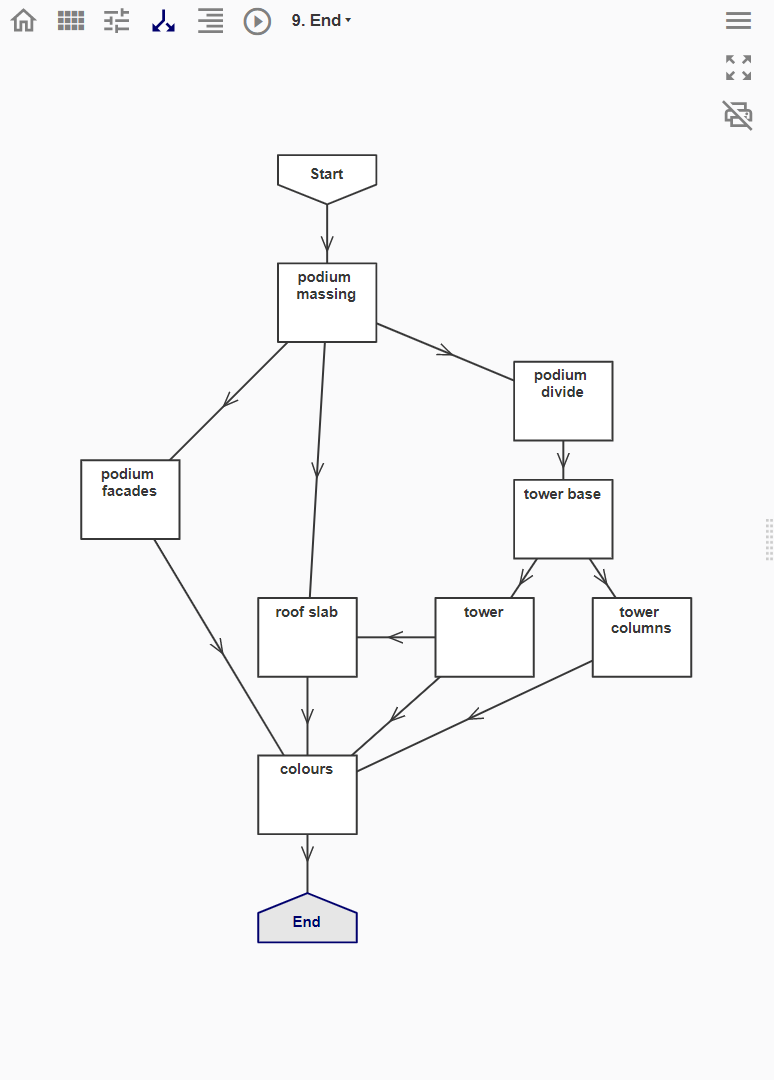 9. End
Start
podium
massing
podium
divide
podium
facades
tower base
roof slab
tower
tower
columns
colours
End